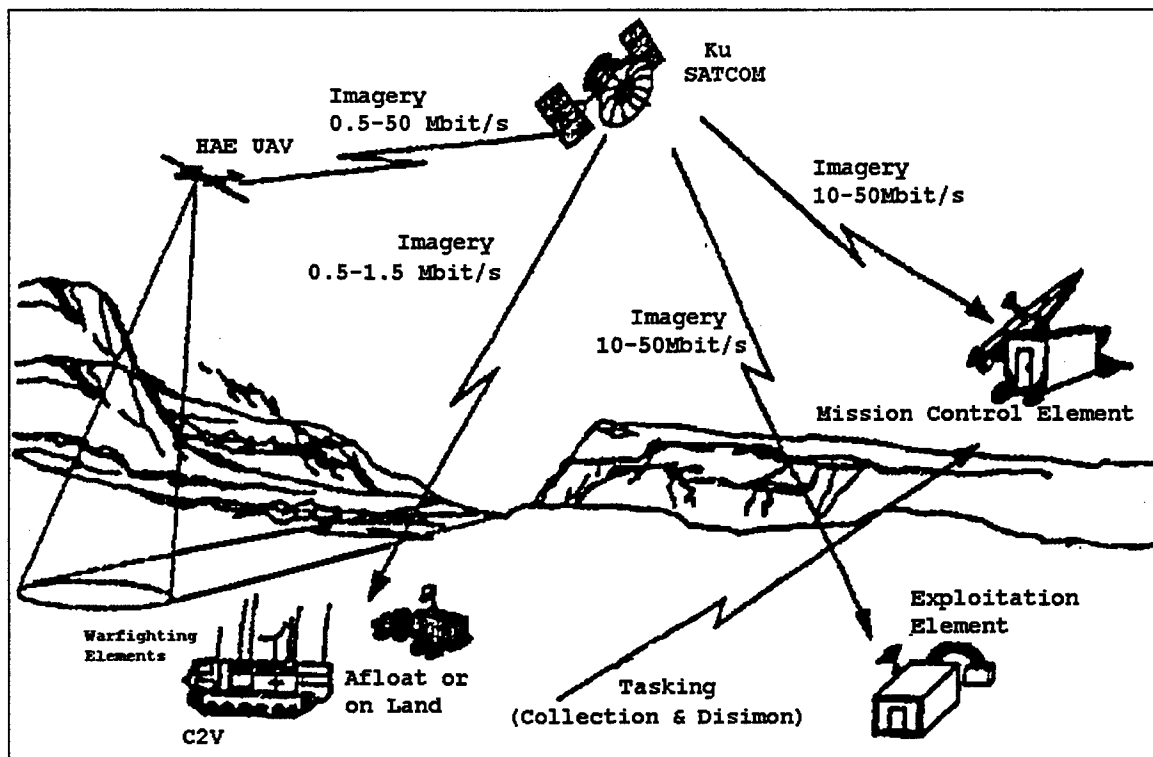 Ku
SATCOM
Imagery
0.5-50 Mbit/s
HAE UAV
Imagery
10-50Mbit/s
Imagery
0.5-1.5 Mbit/s
Imagery
10-50Mbit/s
Mission Control Element
Exploitation
Element
Warfighting
Elements
Afloat or
on Land
Tasking
(Collection & Disimon)
C2V